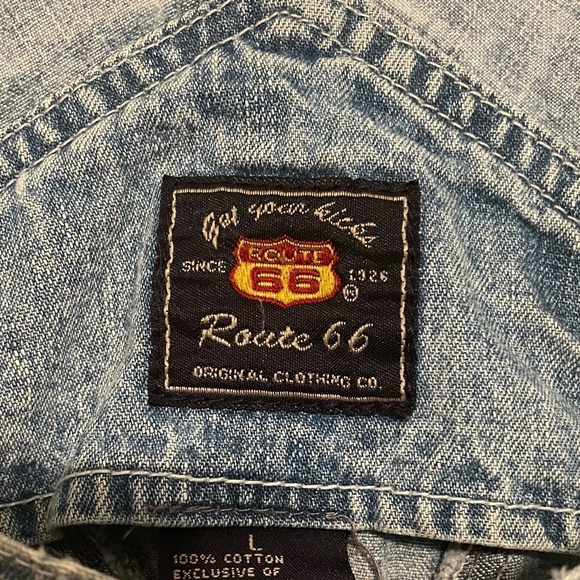 Get your kicks
ROUTE
SINCE 66 1926
®
Route 66
ORIGINAL CLOTHING CO.
L
100% COTTON
EXCLUSIVE OF